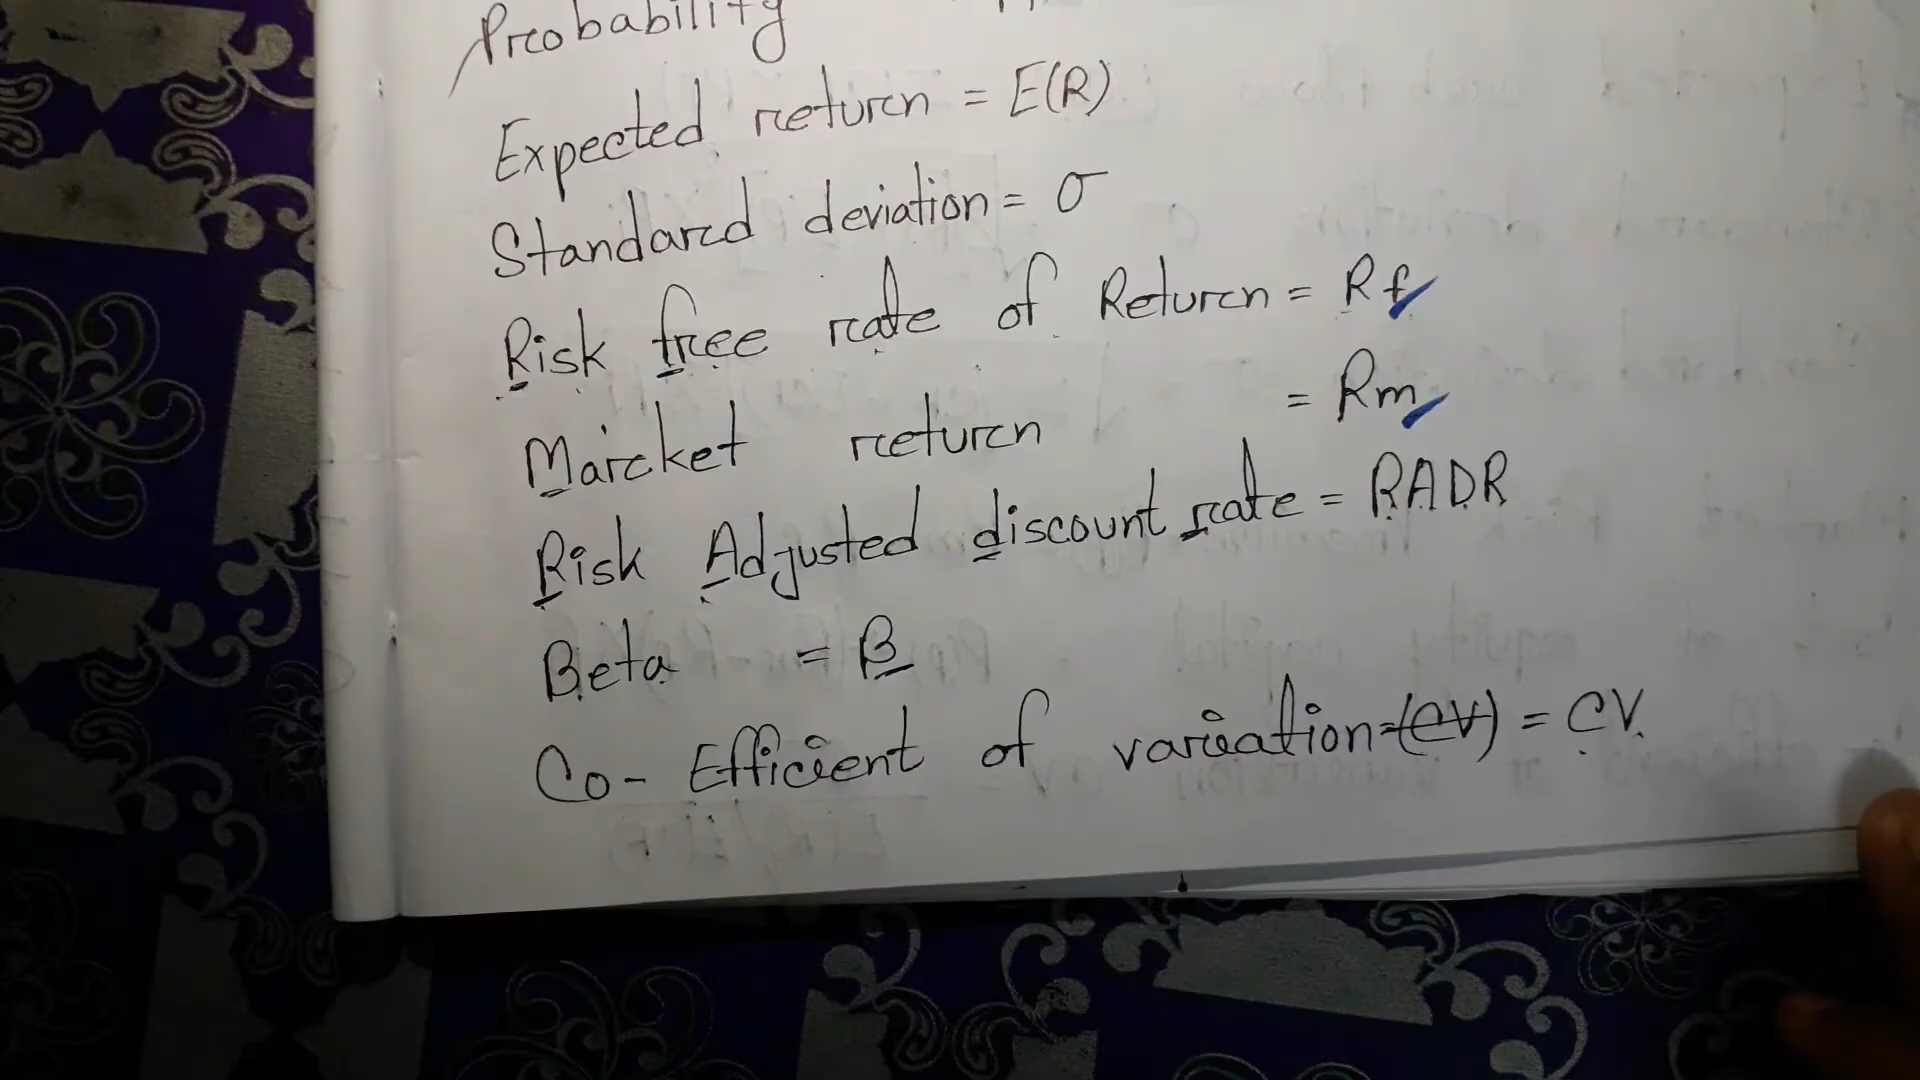 Probability
Expected return = E(R)
Standard deviation = σ
Risk free rate of Return = Rf
Market return = Rm
Risk Adjusted discount rate = RADR
Beta = β
Co-Efficient of variation =(CV) = CV